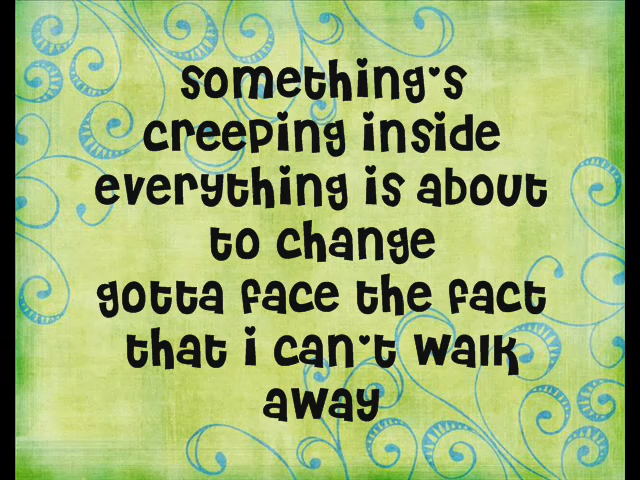 something's
creeping inside
everything is about
to change
gotta face the fact
that i can't walk
away